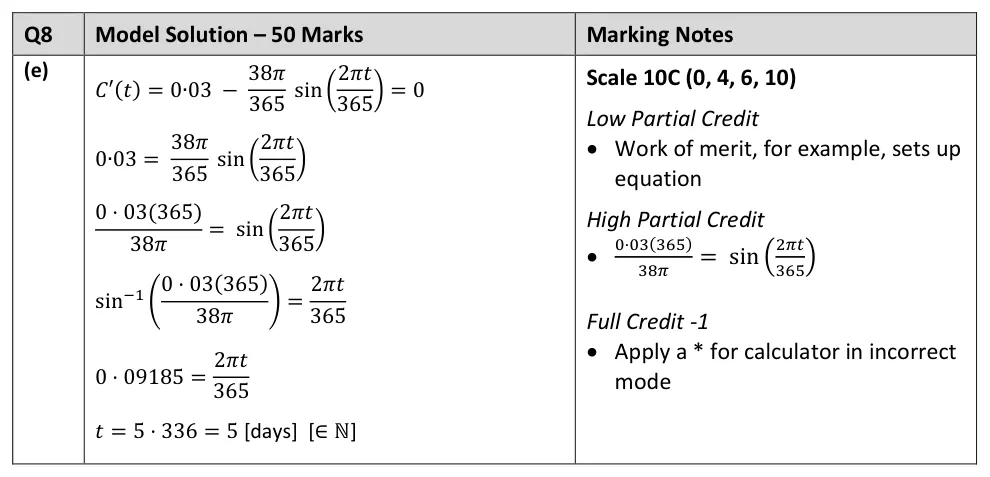 Q8 Model Solution – 50 Marks Marking Notes
(e)
C′(t) = 0·03 − 38π/365 sin(2πt/365) = 0
0·03 = 38π/365 sin(2πt/365)
0 · 03(365)/38π = sin(2πt/365)
sin⁻¹(0 · 03(365)/38π) = 2πt/365
0 · 09185 = 2πt/365
t = 5 · 336 = 5 [days] [∈ ℕ]
Scale 10C (0, 4, 6, 10)
Low Partial Credit
• Work of merit, for example, sets up
equation
High Partial Credit
• 0·03(365)/38π = sin(2πt/365)
Full Credit -1
• Apply a * for calculator in incorrect
mode